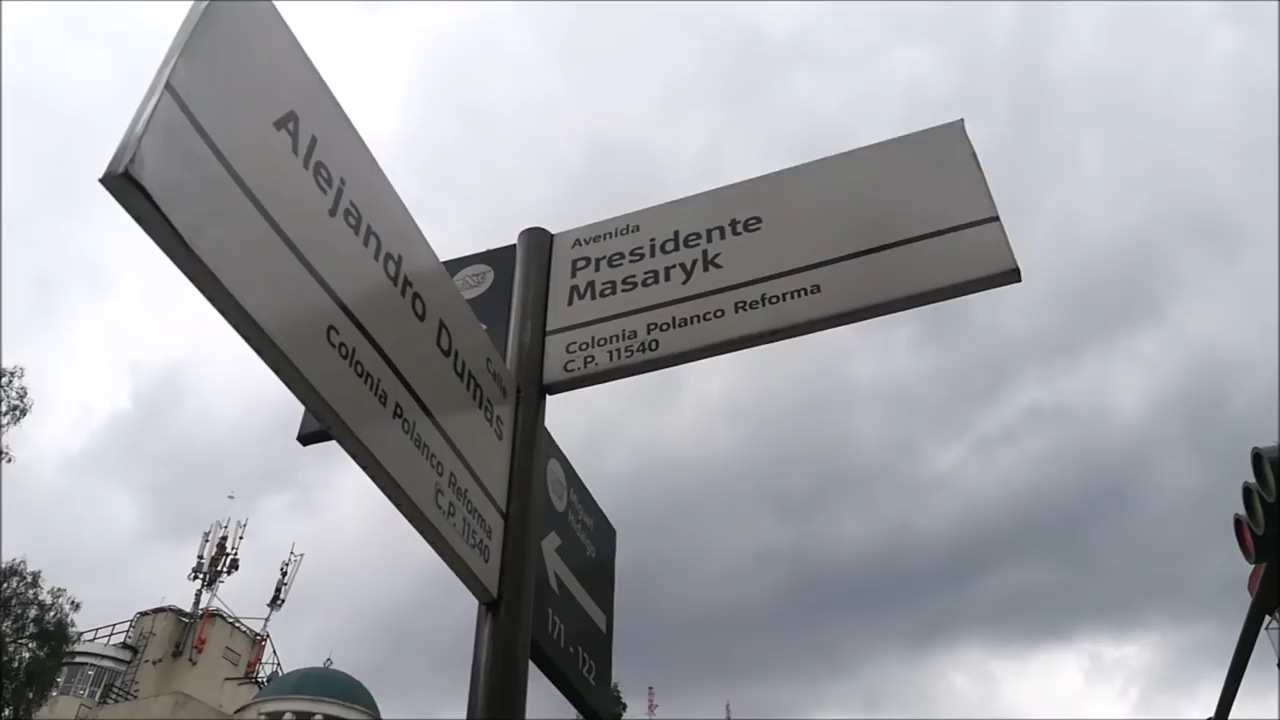 Calle
Alejandro Dumas
Colonia Polanco Reforma
C.P. 11540
Avenida
Presidente
Masaryk
Colonia Polanco Reforma
C.P. 11540
Miguel
Hidalgo
171 - 122